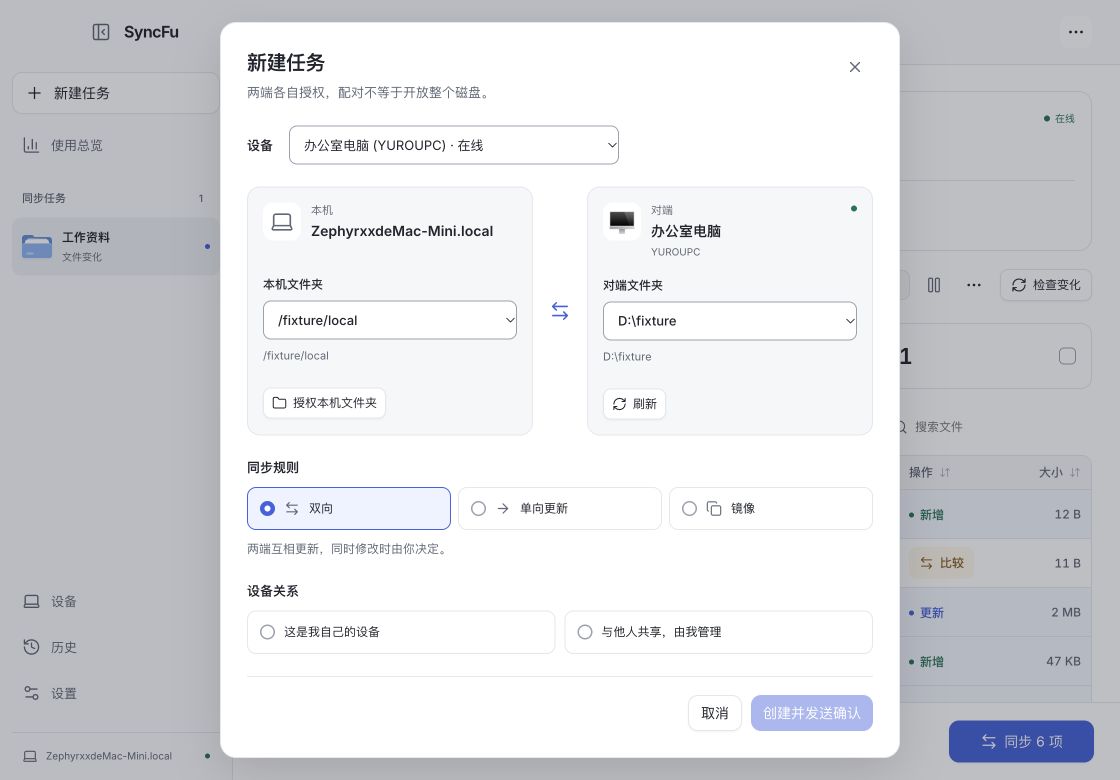 SyncFu
新建任务
使用总览
同步任务
1
工作资料
文件变化
设备
历史
设置
ZephyrxxdeMac-Mini.local
新建任务
两端各自授权，配对不等于开放整个磁盘。
设备
办公室电脑 (YUROUPC) · 在线
本机
ZephyrxxdeMac-Mini.local
本机文件夹
/fixture/local
/fixture/local
授权本机文件夹
对端
办公室电脑
YUROUPC
对端文件夹
D:\fixture
D:\fixture
刷新
同步规则
双向
单向更新
镜像
两端互相更新，同时修改时由你决定。
设备关系
这是我自己的设备
与他人共享，由我管理
取消
创建并发送确认
在线
检查变化
1
搜索文件
操作
大小
新增
12 B
比较
11 B
更新
2 MB
新增
47 KB
同步 6 项